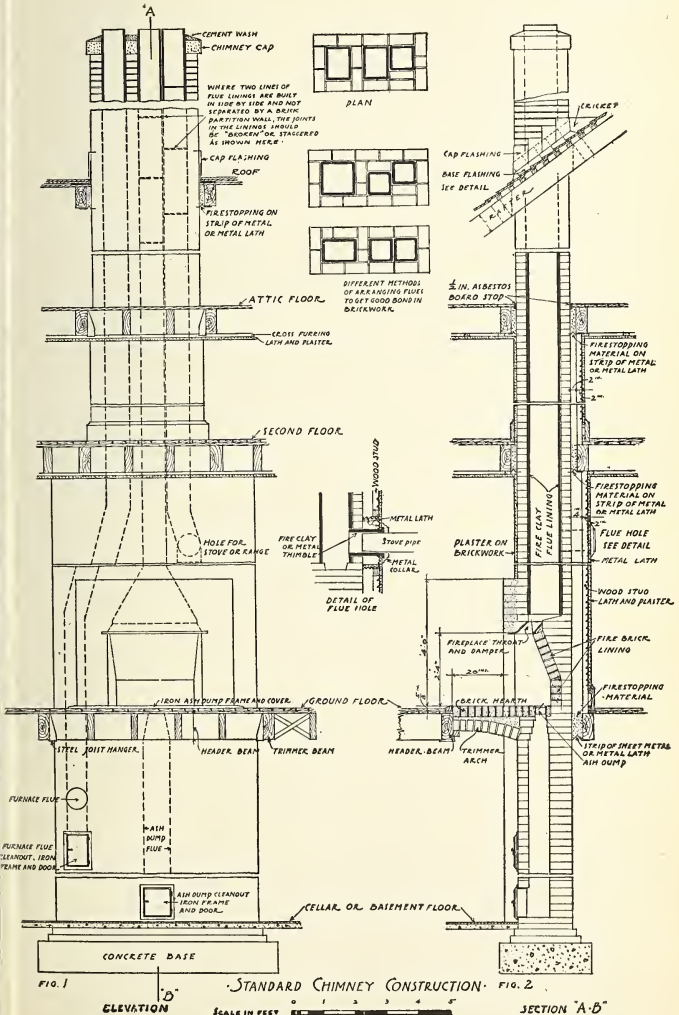 "A"
CEMENT WASH
CHIMNEY CAP
WHERE TWO LINES OF
FLUE LININGS ARE BUILT
IN SIDE BY SIDE AND NOT
SEPARATED BY A BRICK
PARTITION WALL, THE JOINTS
IN THE LININGS SHOULD
BE "BROKEN" OR STAGGERED
AS SHOWN HERE.
CAP FLASHING
ROOF
FIRESTOPPING ON
STRIP OF METAL
OR METAL LATH
ATTIC FLOOR
CROSS FURRING
LATH AND PLASTER
SECOND FLOOR
HOLE FOR
STOVE OR RANGE
IRON ASH DUMP FRAME AND COVER
GROUND FLOOR
STEEL JOIST HANGER
HEADER BEAM
TRIMMER BEAM
FURNACE FLUE
ASH
DUMP
FLUE
FURNACE FLUE
CLEANOUT, IRON
FRAME AND DOOR
ASH DUMP CLEANOUT
IRON FRAME
AND DOOR
CELLAR OR BASEMENT FLOOR
CONCRETE BASE
FIG. 1
"B"
ELEVATION
PLAN
DIFFERENT METHODS
OF ARRANGING FLUES
TO GET GOOD BOND IN
BRICKWORK
WOOD STUD
METAL LATH
FIRE CLAY
OR METAL
THIMBLE
STOVE PIPE
METAL
COLLAR
DETAIL OF
FLUE HOLE
CRICKET
CAP FLASHING
BASE FLASHING
SEE DETAIL
RAFTER
IN. ASBESTOS
BOARD STOP
FIRESTOPPING
MATERIAL ON
STRIP OF METAL
OR METAL LATH
2"
2"
FIRESTOPPING
MATERIAL ON
STRIP OF METAL
OR METAL LATH
FIRE CLAY
FLUE LINING
PLASTER ON
BRICKWORK
2"
FLUE HOLE
SEE DETAIL
METAL LATH
WOOD STUD
LATH AND PLASTER
FIREPLACE THROAT
AND DAMPER
FIRE BRICK
LINING
20"
BRICK HEARTH
FIRESTOPPING
MATERIAL
HEADER BEAM
TRIMMER
ARCH
STRIP OF SHEET METAL
OR METAL LATH
ASH DUMP
·STANDARD CHIMNEY CONSTRUCTION·
FIG. 2
SCALE IN FEET
0 1 2 3 4 5
SECTION "A-B"